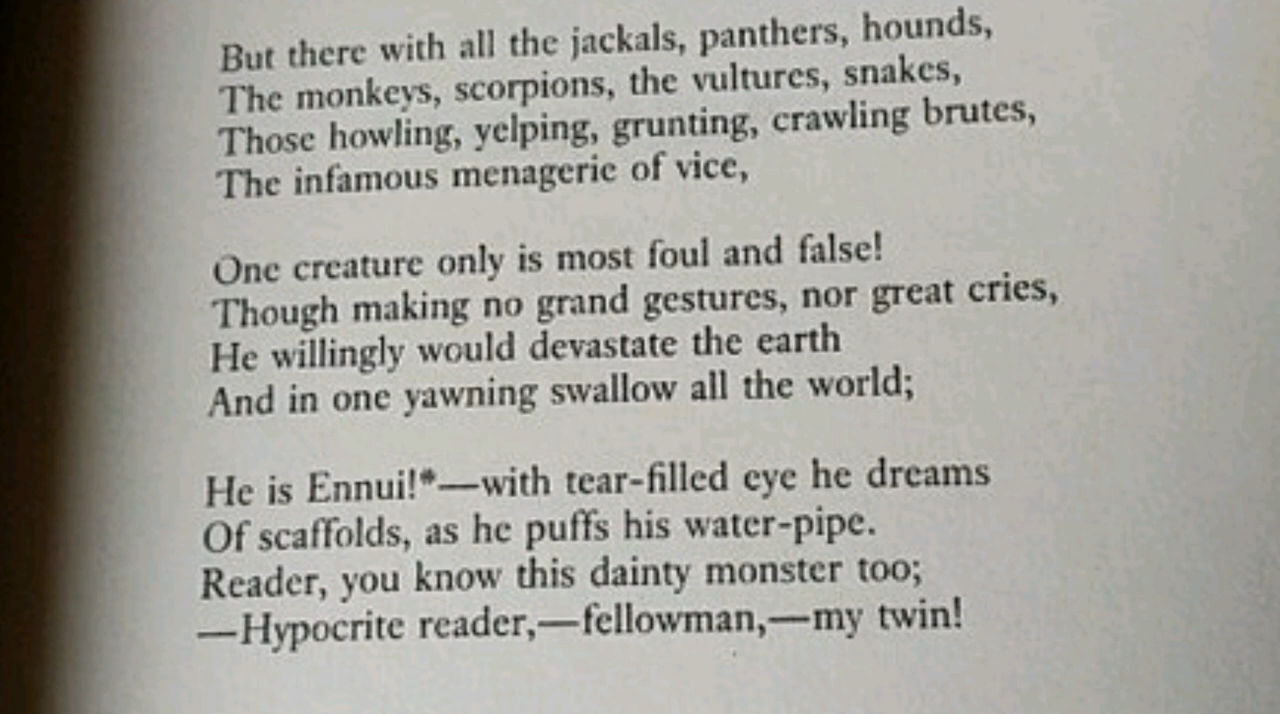 But there with all the jackals, panthers, hounds,
The monkeys, scorpions, the vultures, snakes,
Those howling, yelping, grunting, crawling brutes,
The infamous menagerie of vice,
One creature only is most foul and false!
Though making no grand gestures, nor great cries,
He willingly would devastate the earth
And in one yawning swallow all the world;
He is Ennui!*—with tear-filled eye he dreams
Of scaffolds, as he puffs his water-pipe.
Reader, you know this dainty monster too;
—Hypocrite reader,—fellowman,—my twin!